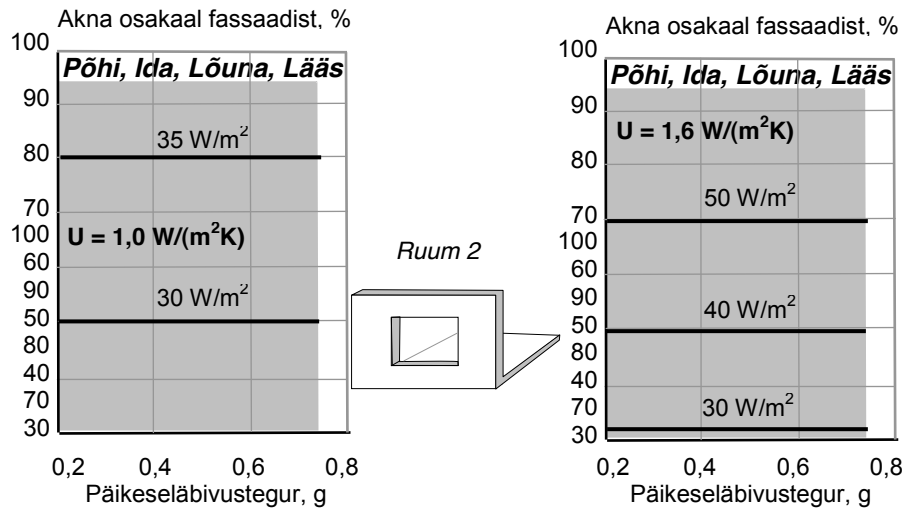 Akna osakaal fassaadist, %
100
Põhi, Ida, Lõuna, Lääs
90
35 W/m²
80
70
100
U = 1,0 W/(m²K)
60
90
30 W/m²
50
80
40
70
30
0,2 0,4 0,6 0,8
Päikeseläbivustegur, g
Ruum 2
Akna osakaal fassaadist, %
100
Põhi, Ida, Lõuna, Lääs
90
U = 1,6 W/(m²K)
80
50 W/m²
70
100
60
90
40 W/m²
50
80
40
70
30 W/m²
30
0,2 0,4 0,6 0,8
Päikeseläbivustegur, g